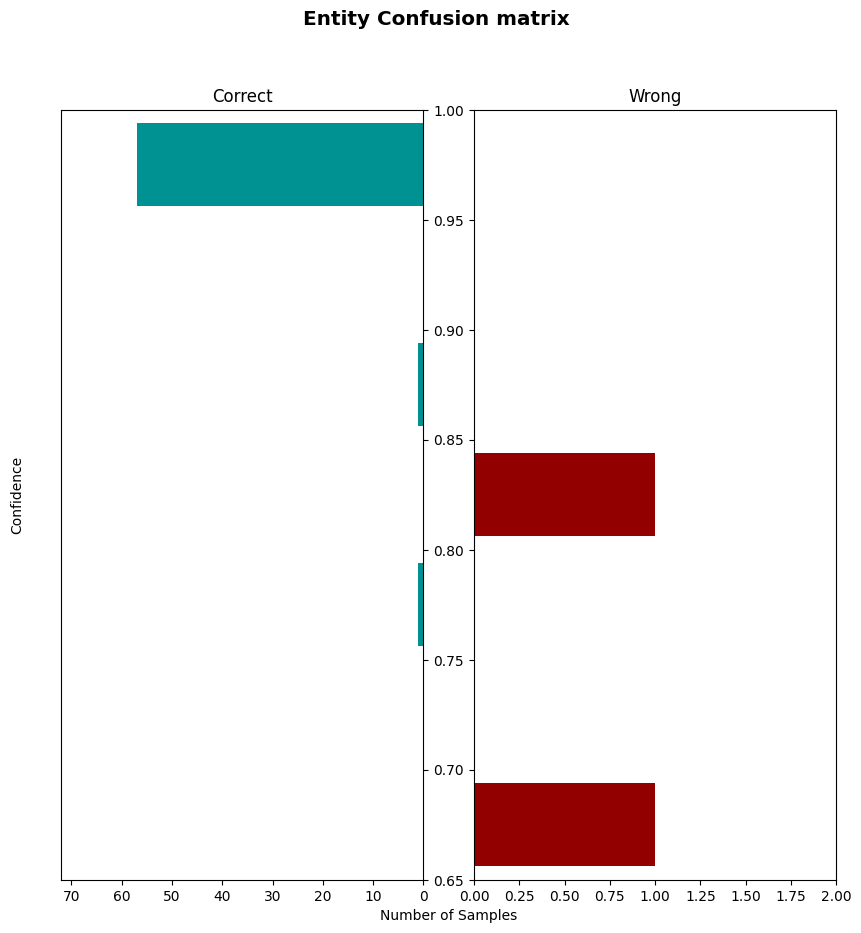 Entity Confusion matrix
Correct
Wrong
1.00
0.95
0.90
0.85
0.80
0.75
0.70
0.65
Confidence
70 60 50 40 30 20 10 0
0.00 0.25 0.50 0.75 1.00 1.25 1.50 1.75 2.00
Number of Samples